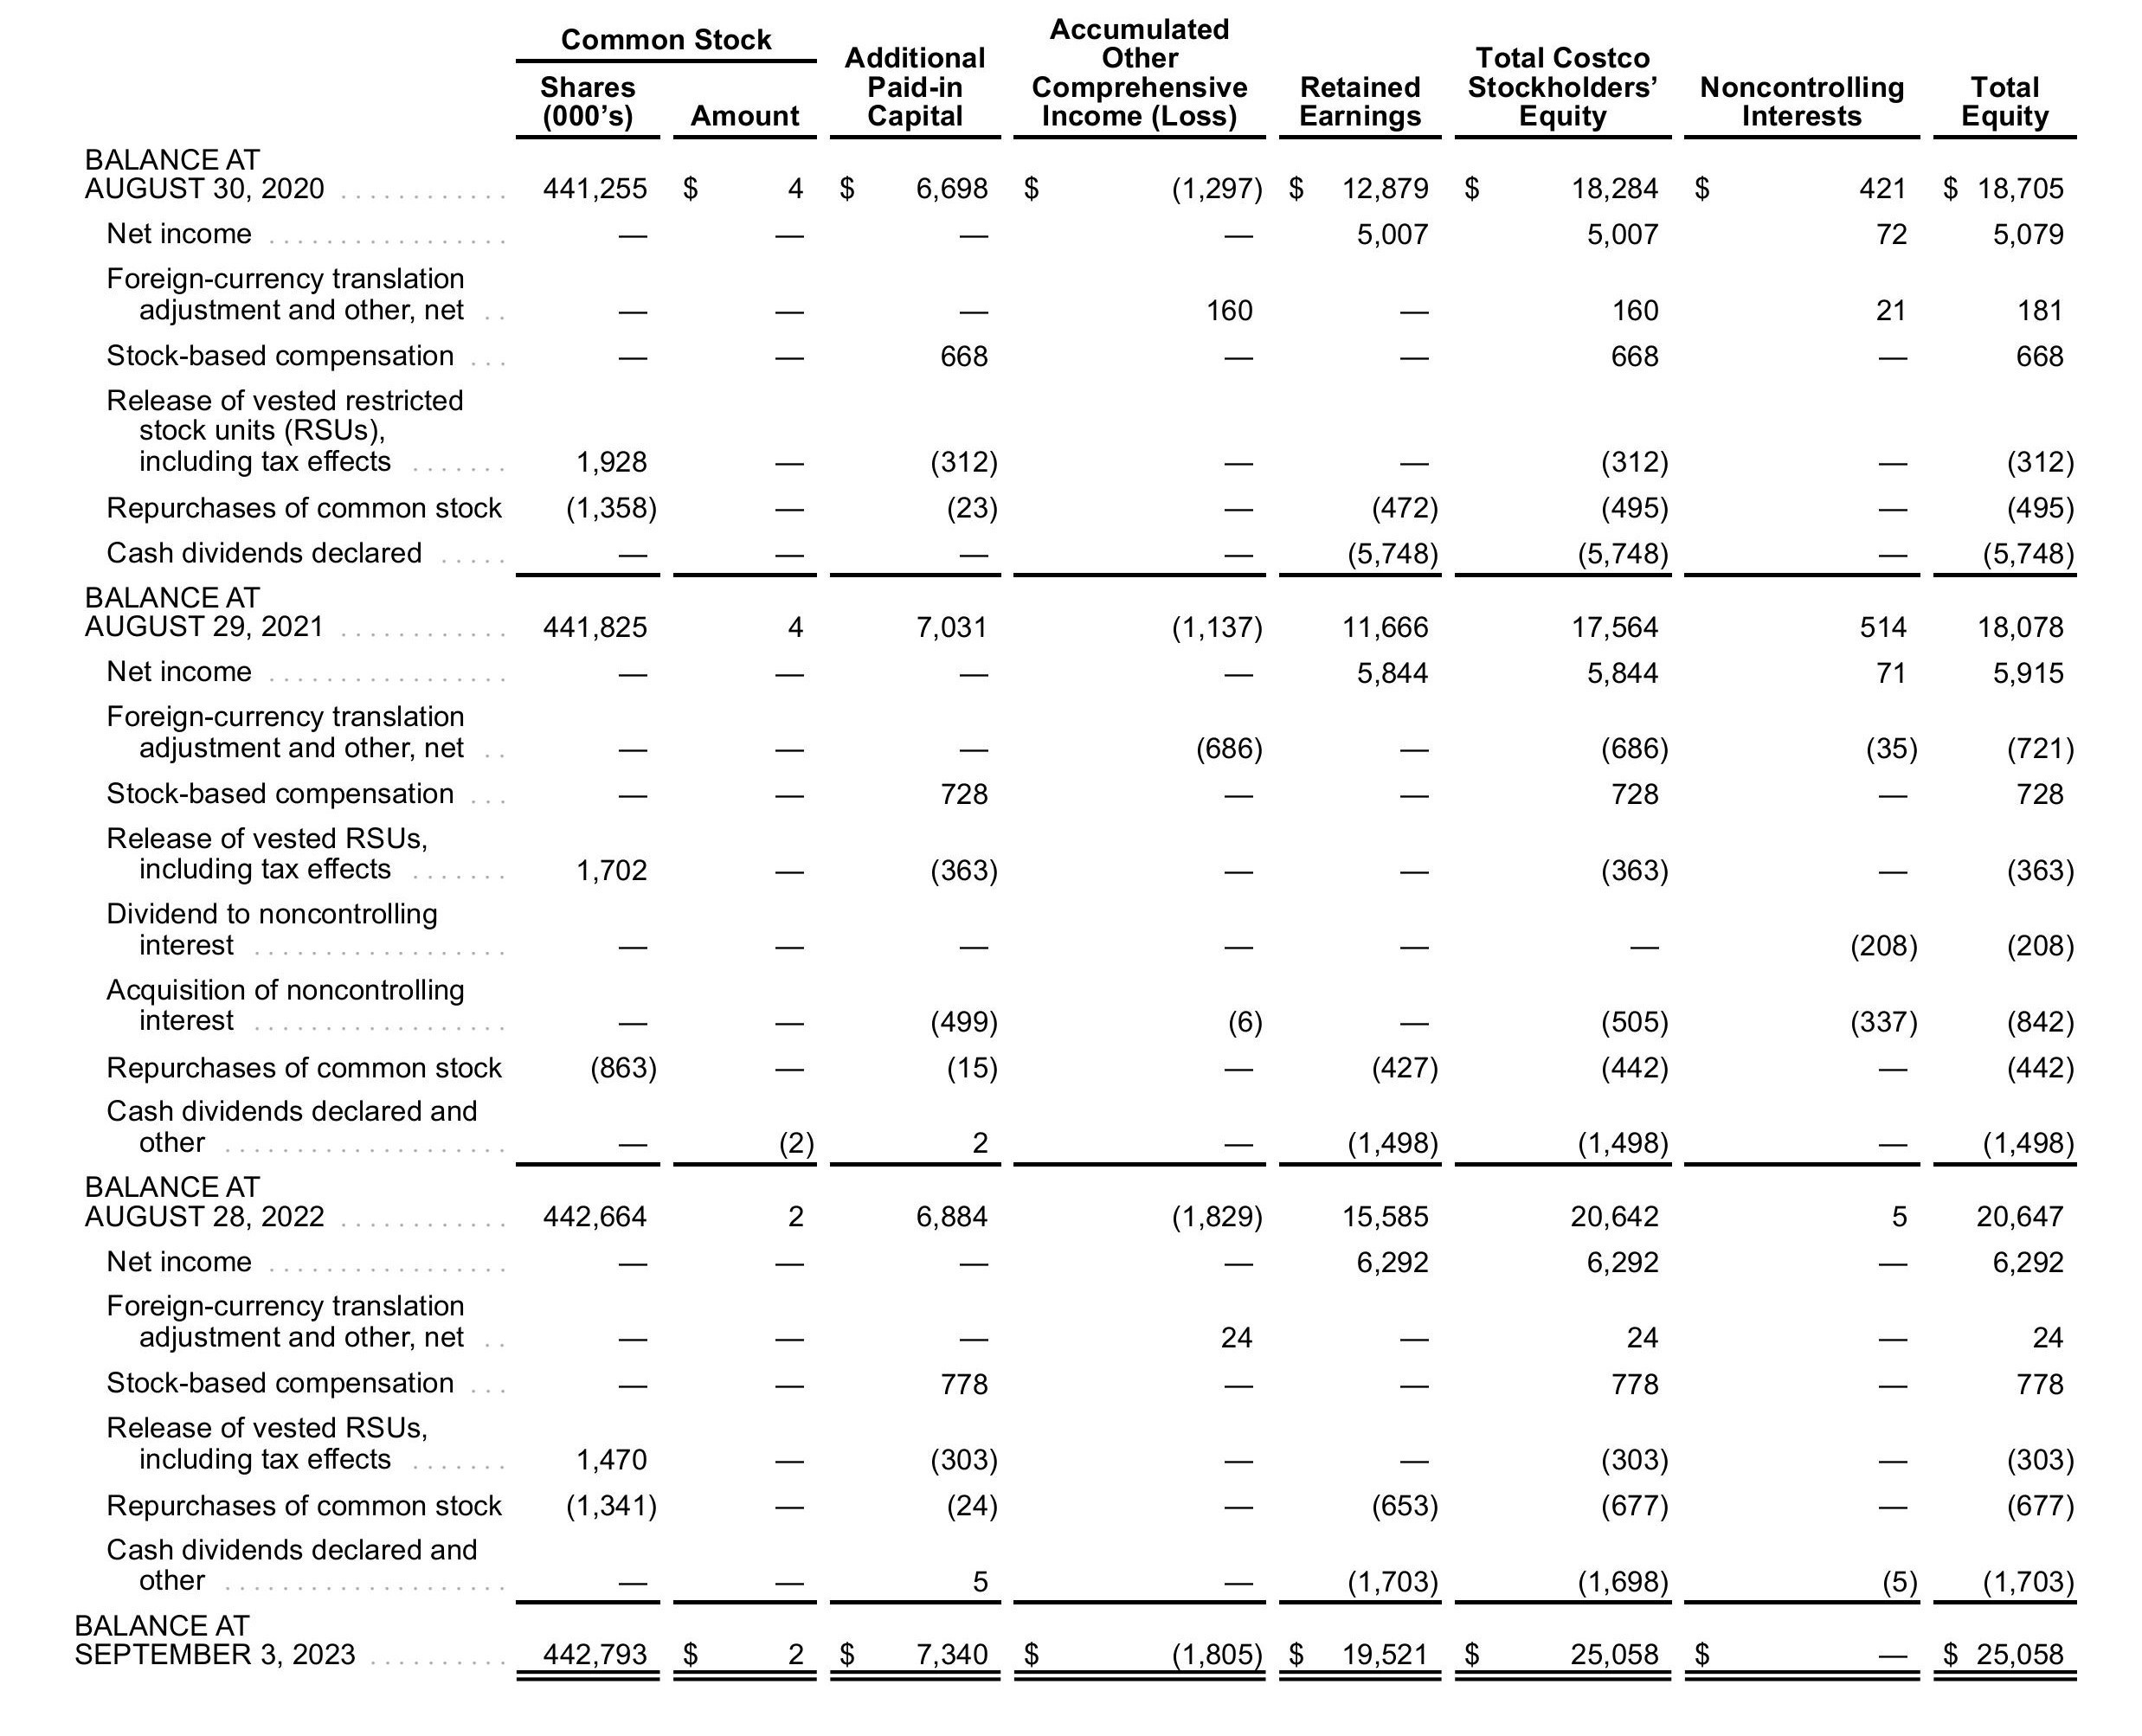 Common Stock
Shares (000’s) Amount Additional Paid-in Capital Accumulated Other Comprehensive Income (Loss) Retained Earnings Total Costco Stockholders’ Equity Noncontrolling Interests Total Equity
BALANCE AT
AUGUST 30, 2020 ............ 441,255 $ 4 $ 6,698 $ (1,297) $ 12,879 $ 18,284 $ 421 $ 18,705
Net income ................. — — — — 5,007 5,007 72 5,079
Foreign-currency translation
adjustment and other, net .. — — — 160 — 160 21 181
Stock-based compensation ... — — 668 — — 668 — 668
Release of vested restricted
stock units (RSUs),
including tax effects ....... 1,928 — (312) — — (312) — (312)
Repurchases of common stock (1,358) — (23) — (472) (495) — (495)
Cash dividends declared ..... — — — — (5,748) (5,748) — (5,748)
BALANCE AT
AUGUST 29, 2021 ............ 441,825 4 7,031 (1,137) 11,666 17,564 514 18,078
Net income ................. — — — — 5,844 5,844 71 5,915
Foreign-currency translation
adjustment and other, net .. — — — (686) — (686) (35) (721)
Stock-based compensation ... — — 728 — — 728 — 728
Release of vested RSUs,
including tax effects ....... 1,702 — (363) — — (363) — (363)
Dividend to noncontrolling
interest .................. — — — — — — (208) (208)
Acquisition of noncontrolling
interest .................. — — (499) (6) — (505) (337) (842)
Repurchases of common stock (863) — (15) — (427) (442) — (442)
Cash dividends declared and
other .................... — (2) 2 — (1,498) (1,498) — (1,498)
BALANCE AT
AUGUST 28, 2022 ............ 442,664 2 6,884 (1,829) 15,585 20,642 5 20,647
Net income ................. — — — — 6,292 6,292 — 6,292
Foreign-currency translation
adjustment and other, net .. — — — 24 — 24 — 24
Stock-based compensation ... — — 778 — — 778 — 778
Release of vested RSUs,
including tax effects ....... 1,470 — (303) — — (303) — (303)
Repurchases of common stock (1,341) — (24) — (653) (677) — (677)
Cash dividends declared and
other .................... — — 5 — (1,703) (1,698) (5) (1,703)
BALANCE AT
SEPTEMBER 3, 2023 .......... 442,793 $ 2 $ 7,340 $ (1,805) $ 19,521 $ 25,058 $ — $ 25,058